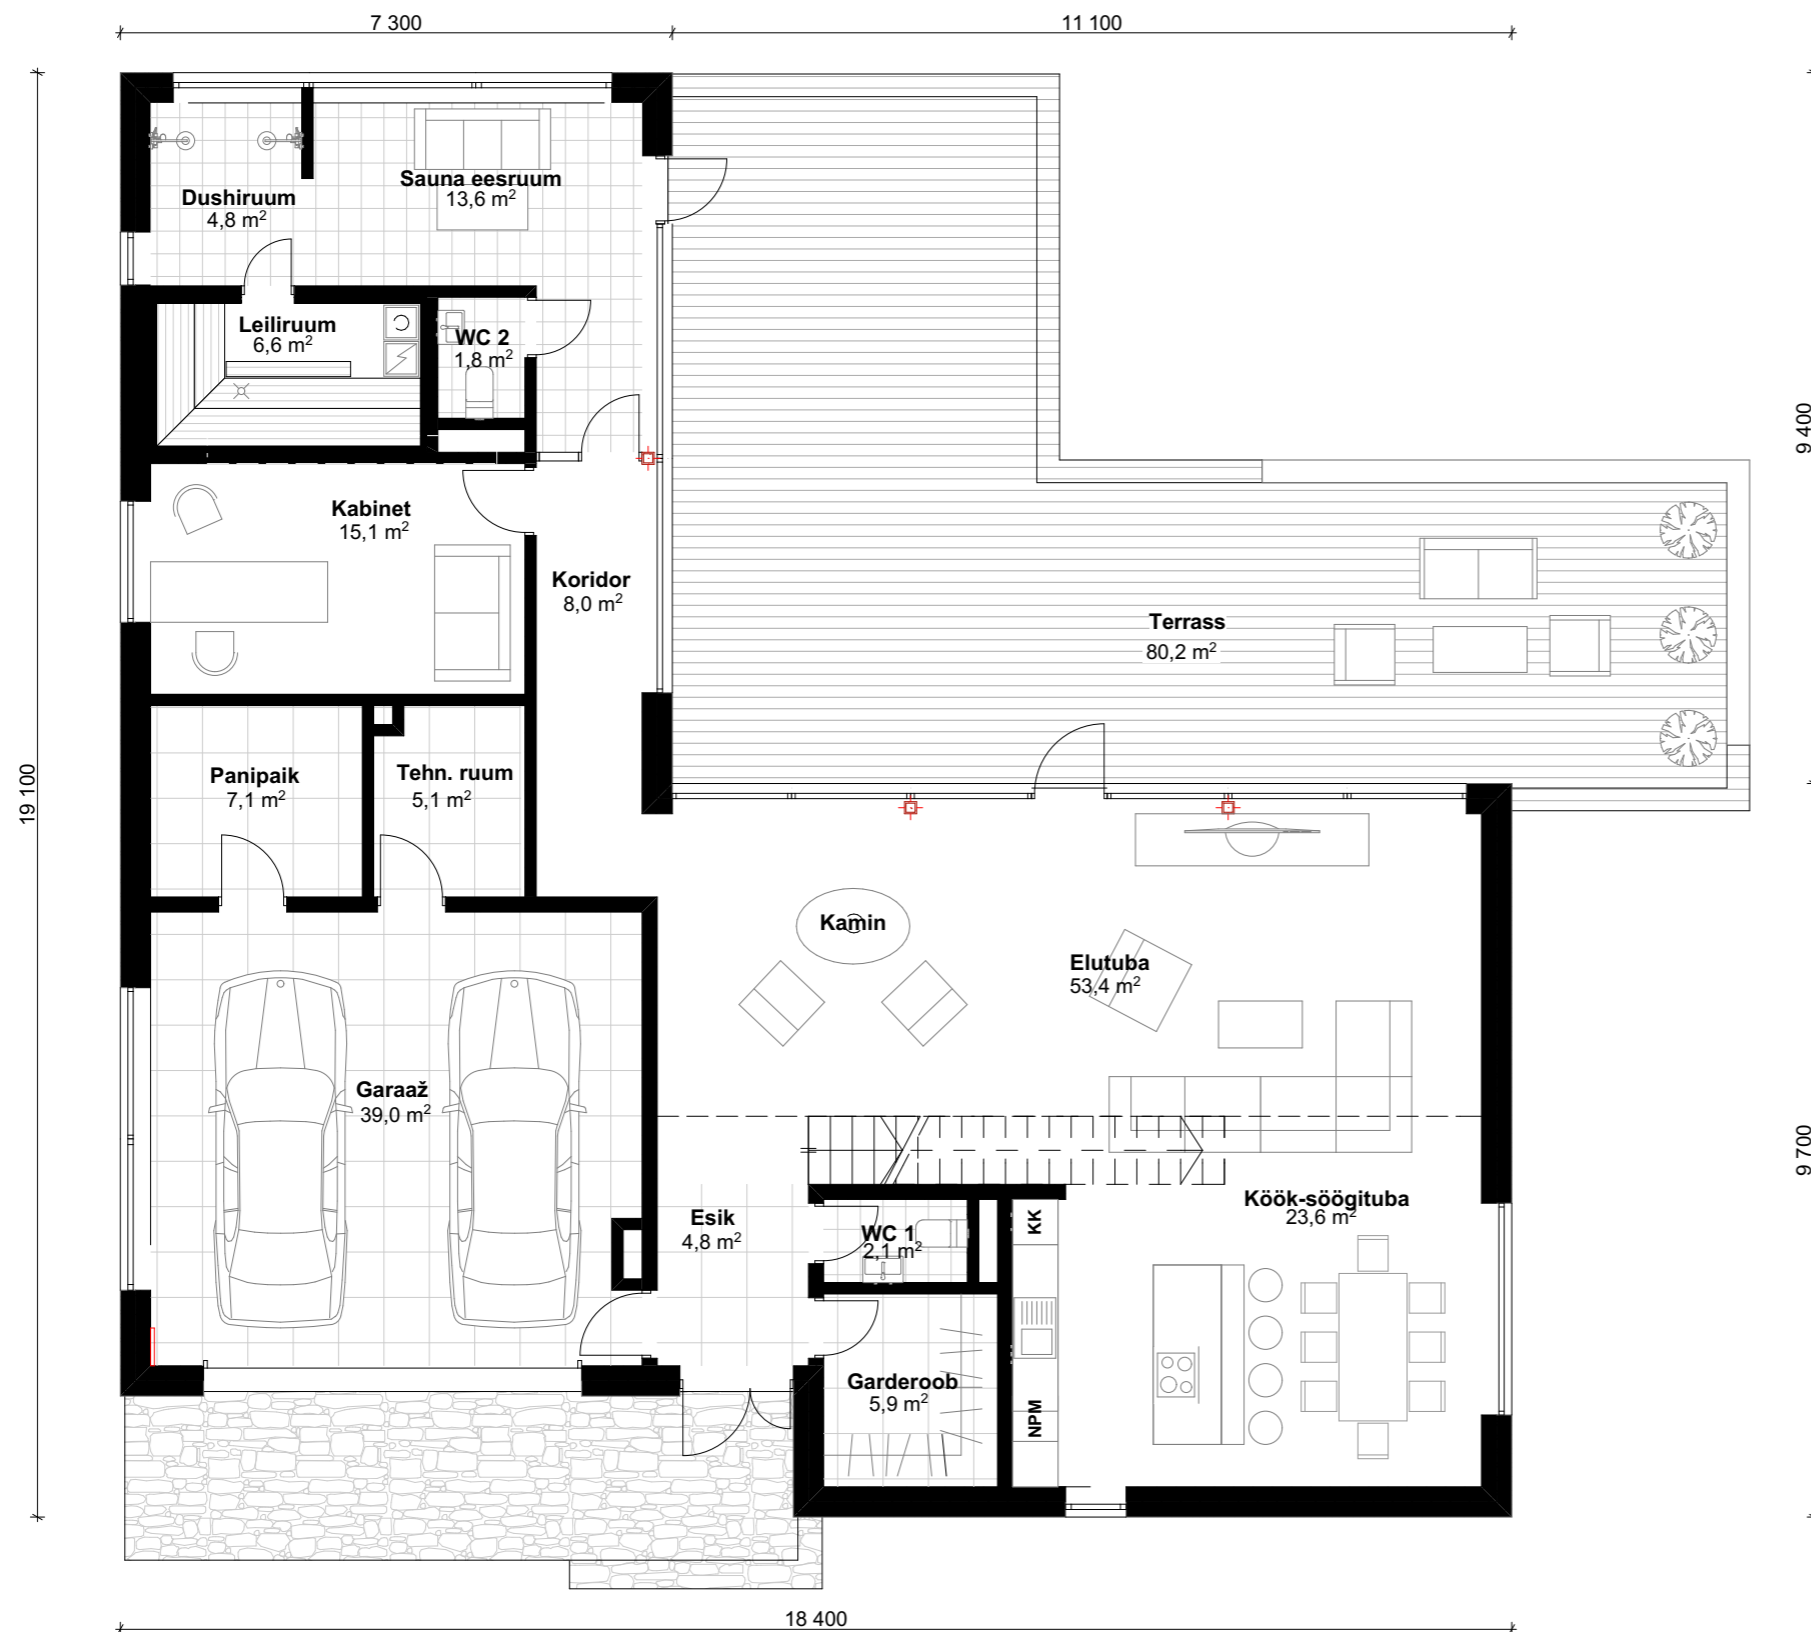 7 300
11 100
Sauna eesruum
13,6 m²
Dushiruum
4,8 m²
Leiliruum
6,6 m²
WC 2
1,8 m²
9 400
Kabinet
15,1 m²
Koridor
8,0 m²
Terrass
80,2 m²
19 100
Panipaik
7,1 m²
Tehn. ruum
5,1 m²
Kamin
Elutuba
53,4 m²
Garaaž
39,0 m²
9 700
Köök-söögituba
23,6 m²
Esik
4,8 m²
WC 1
2,1 m²
KK
Garderoob
5,9 m²
NPM
18 400